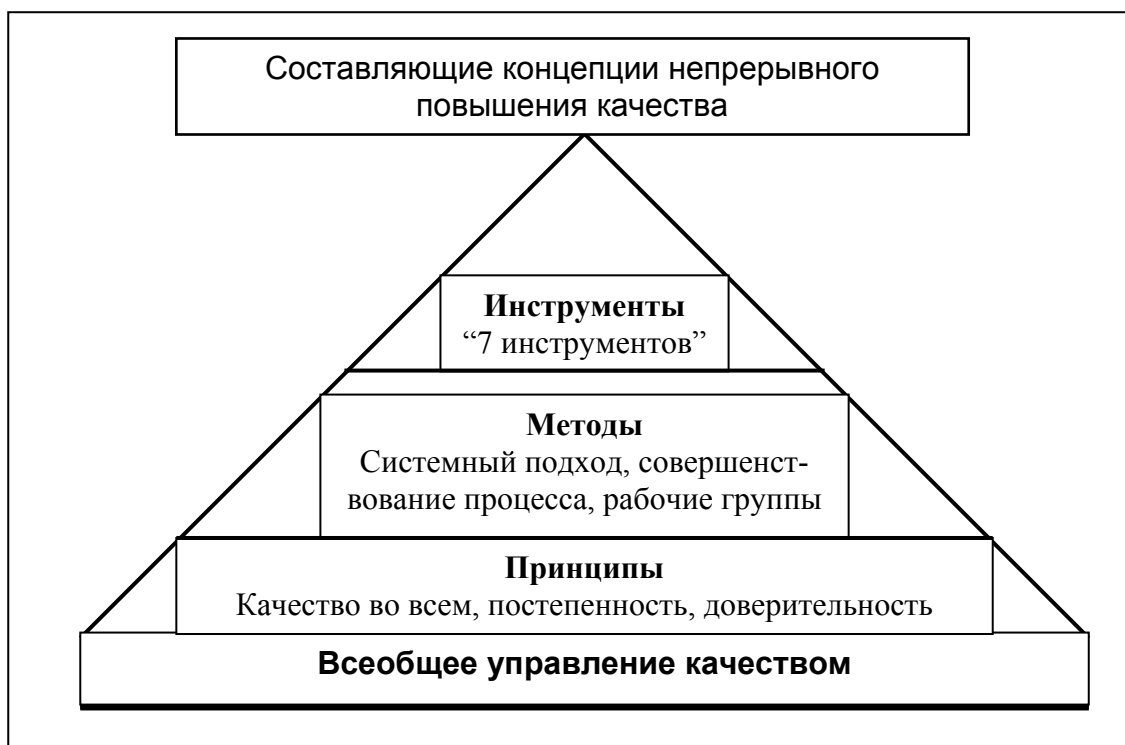 Составляющие концепции непрерывного
повышения качества
Инструменты
“7 инструментов”
Методы
Системный подход, совершенст-
вование процесса, рабочие группы
Принципы
Качество во всем, постепенность, доверительность
Всеобщее управление качеством